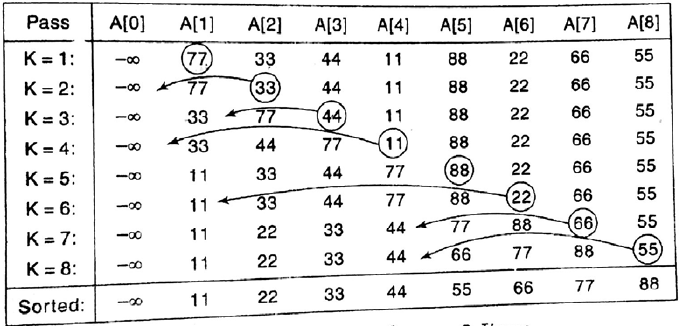 Pass A[0] A[1] A[2] A[3] A[4] A[5] A[6] A[7] A[8]
K = 1: -∞ 77 33 44 11 88 22 66 55
K = 2: -∞ 77 33 44 11 88 22 66 55
K = 3: -∞ 33 77 44 11 88 22 66 55
K = 4: -∞ 33 44 77 11 88 22 66 55
K = 5: -∞ 11 33 44 77 88 22 66 55
K = 6: -∞ 11 33 44 77 88 22 66 55
K = 7: -∞ 11 22 33 44 77 88 66 55
K = 8: -∞ 11 22 33 44 66 77 88 55
Sorted: -∞ 11 22 33 44 55 66 77 88